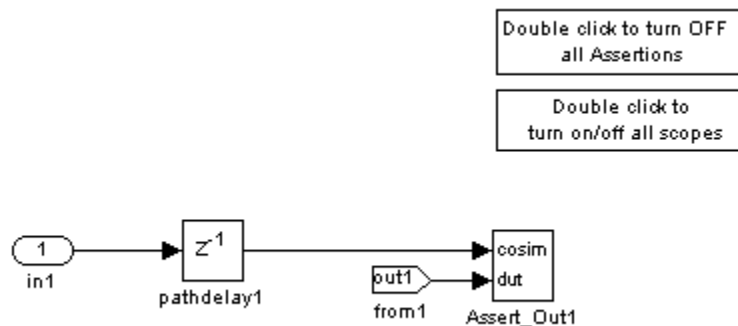 Double click to turn OFF
all Assertions
Double click to
turn on/off all scopes
1
in1
Z-1
pathdelay1
out1
from1
cosim
dut
Assert_Out1